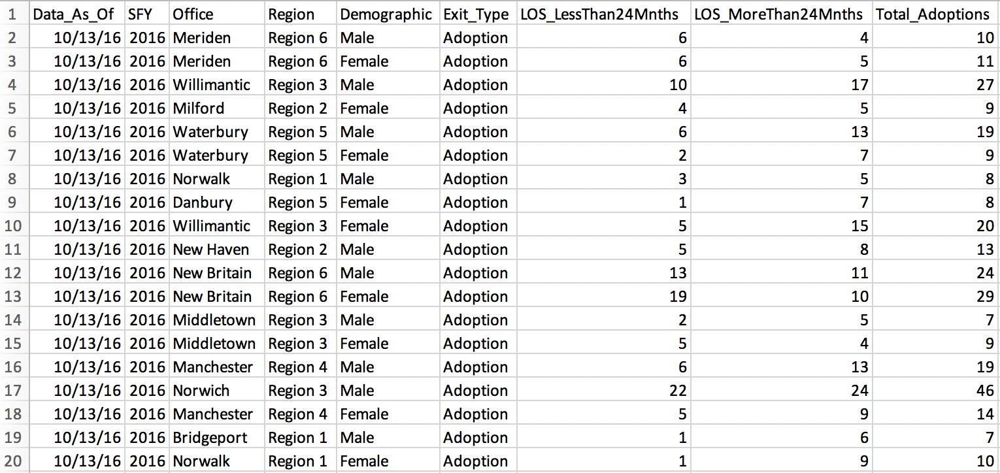 1 Data_As_Of SFY Office Region Demographic Exit_Type LOS_LessThan24Mnths LOS_MoreThan24Mnths Total_Adoptions
2 10/13/16 2016 Meriden Region 6 Male Adoption 6 4 10
3 10/13/16 2016 Meriden Region 6 Female Adoption 6 5 11
4 10/13/16 2016 Willimantic Region 3 Male Adoption 10 17 27
5 10/13/16 2016 Milford Region 2 Female Adoption 4 5 9
6 10/13/16 2016 Waterbury Region 5 Male Adoption 6 13 19
7 10/13/16 2016 Waterbury Region 5 Female Adoption 2 7 9
8 10/13/16 2016 Norwalk Region 1 Male Adoption 3 5 8
9 10/13/16 2016 Danbury Region 5 Female Adoption 1 7 8
10 10/13/16 2016 Willimantic Region 3 Female Adoption 5 15 20
11 10/13/16 2016 New Haven Region 2 Male Adoption 5 8 13
12 10/13/16 2016 New Britain Region 6 Male Adoption 13 11 24
13 10/13/16 2016 New Britain Region 6 Female Adoption 19 10 29
14 10/13/16 2016 Middletown Region 3 Male Adoption 2 5 7
15 10/13/16 2016 Middletown Region 3 Female Adoption 5 4 9
16 10/13/16 2016 Manchester Region 4 Male Adoption 6 13 19
17 10/13/16 2016 Norwich Region 3 Male Adoption 22 24 46
18 10/13/16 2016 Manchester Region 4 Female Adoption 5 9 14
19 10/13/16 2016 Bridgeport Region 1 Male Adoption 1 6 7
20 10/13/16 2016 Norwalk Region 1 Female Adoption 1 9 10